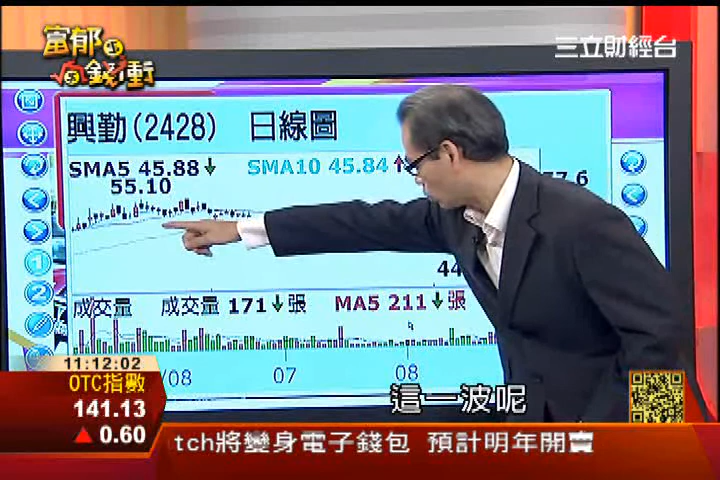 富郁
向錢衝
三立財經台
興勤(2428) 日線圖
SMA5 45.88↓ SMA10 45.84↑
55.10
44
成交量 成交量 171↓張 MA5 211↓張
/08 07 08
11:12:02
OTC指數
141.13
▲0.60
這一波呢
tch將變身電子錢包 預計明年開賣